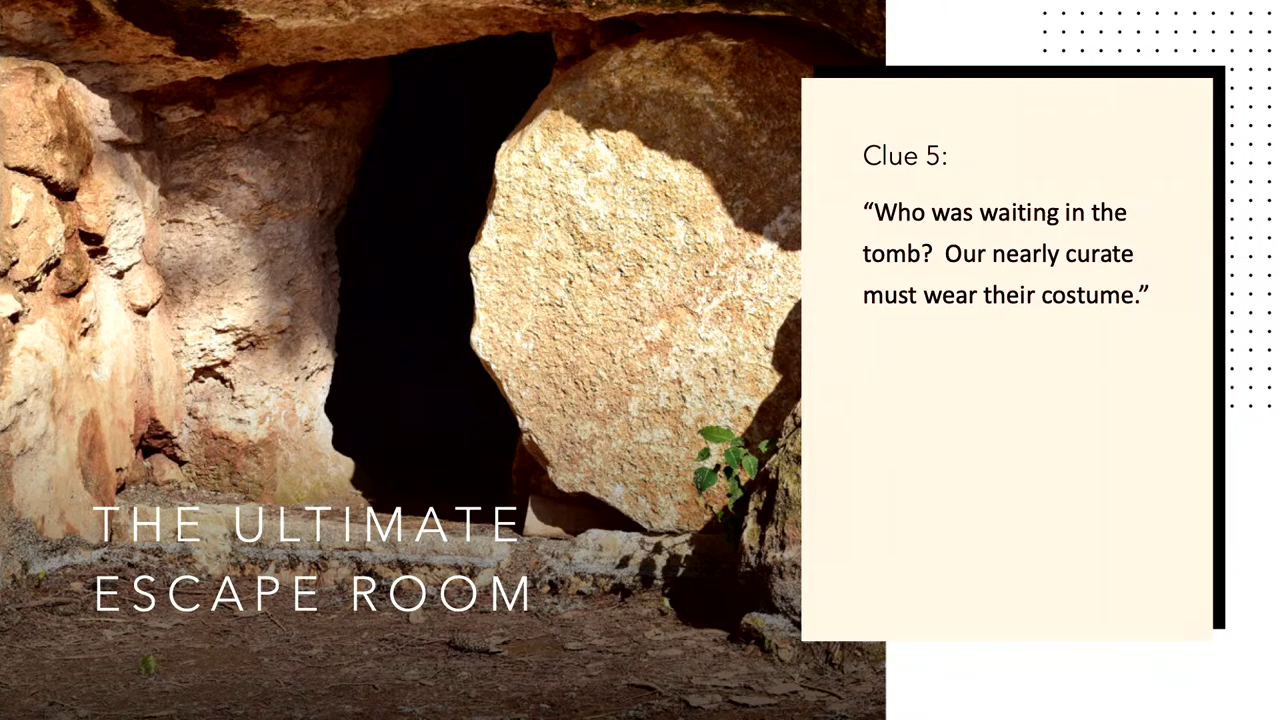 Clue 5:
“Who was waiting in the
tomb?  Our nearly curate
must wear their costume.”
THE ULTIMATE
ESCAPE ROOM